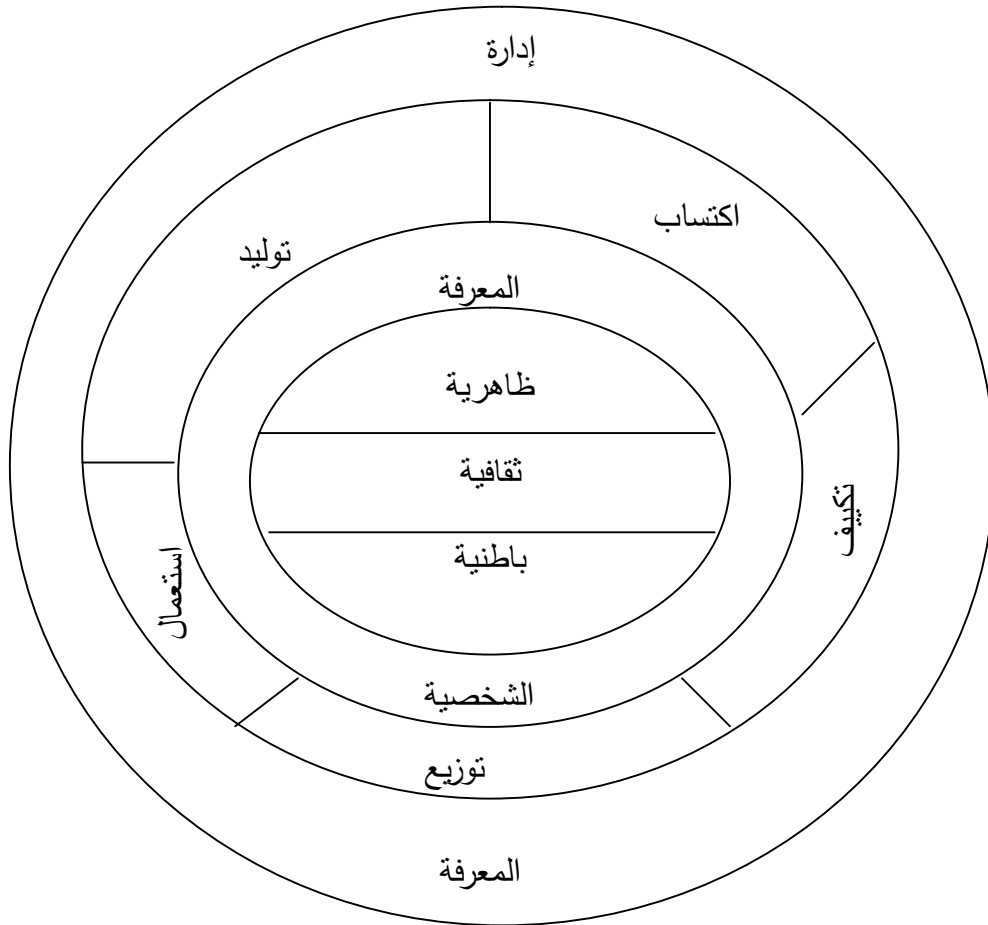 إدارة
اكتساب
توليد
المعرفة
ظاهرية
ثقافية
باطنية
تكييف
استعمال
الشخصية
توزيع
المعرفة